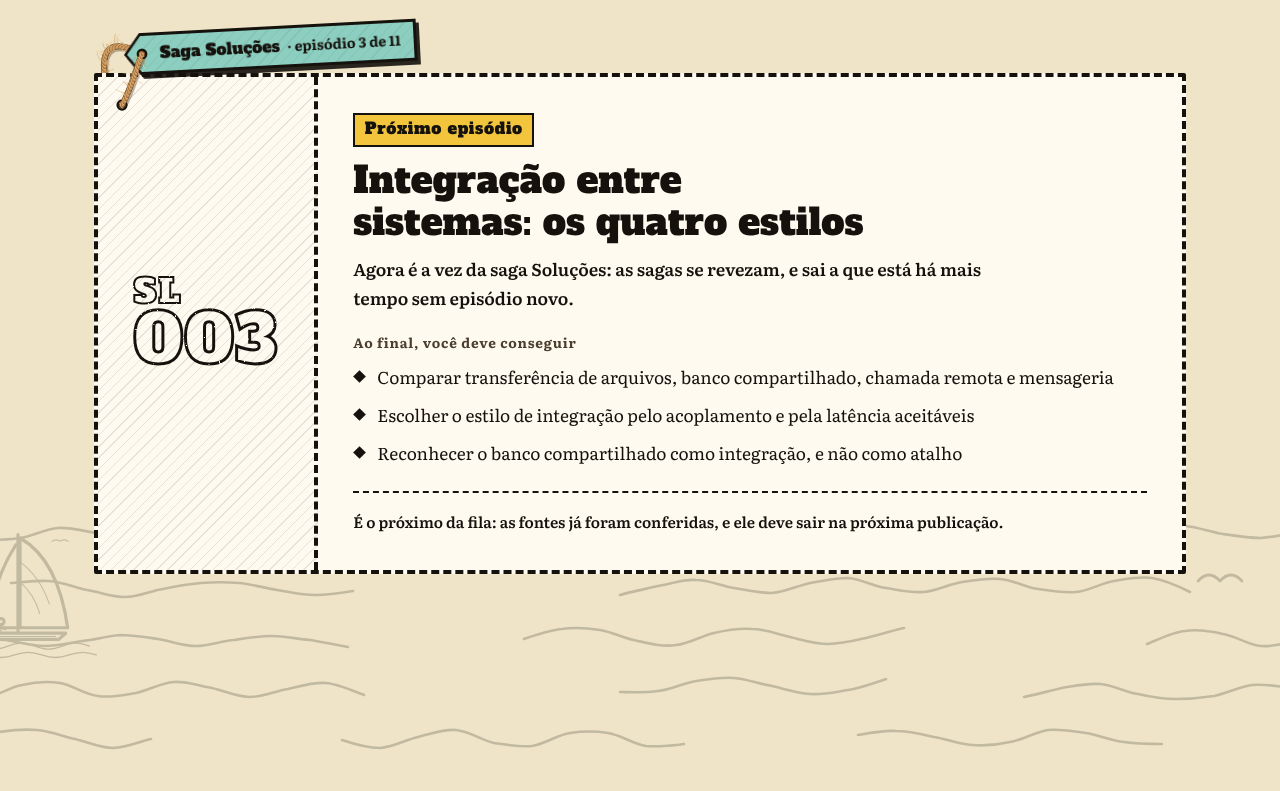 Saga Soluções · episódio 3 de 11
Próximo episódio
Integração entre
sistemas: os quatro estilos
Agora é a vez da saga Soluções: as sagas se revezam, e sai a que está há mais
tempo sem episódio novo.
SL
003
Ao final, você deve conseguir
Comparar transferência de arquivos, banco compartilhado, chamada remota e mensageria
Escolher o estilo de integração pelo acoplamento e pela latência aceitáveis
Reconhecer o banco compartilhado como integração, e não como atalho
É o próximo da fila: as fontes já foram conferidas, e ele deve sair na próxima publicação.